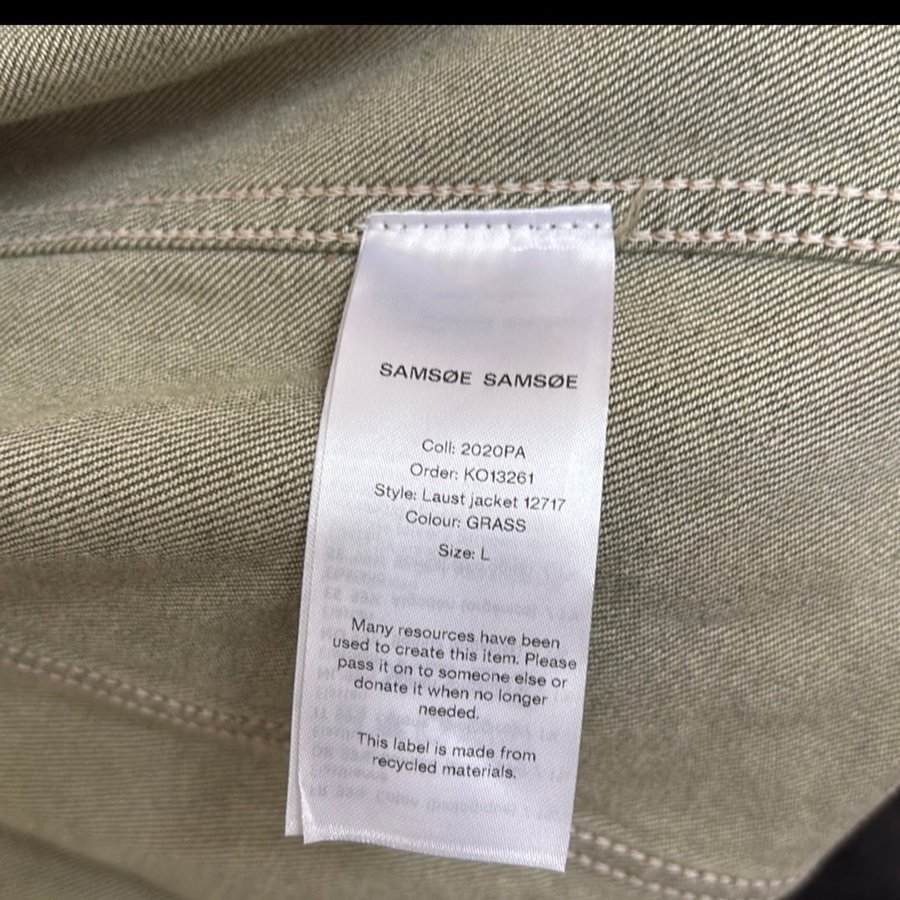 SAMSØE SAMSØE
Coll: 2020PA
Order: KO13261
Style: Laust jacket 12717
Colour: GRASS
Size: L
Many resources have been
used to create this item. Please
pass it on to someone else or
donate it when no longer
needed.
This label is made from
recycled materials.